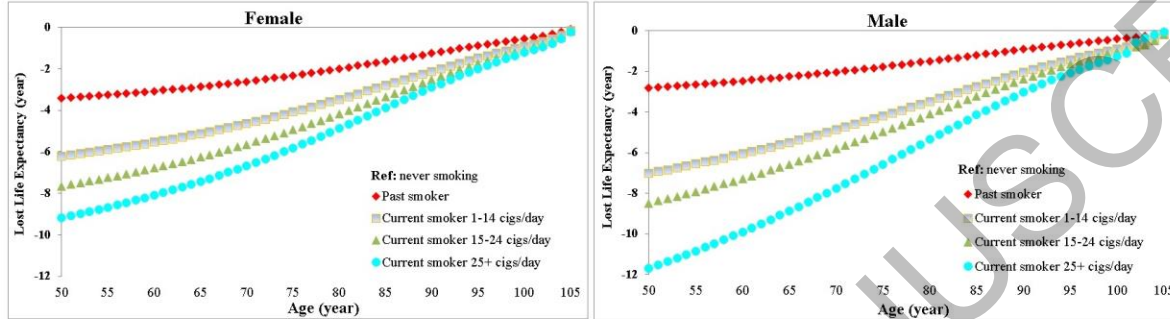 Female
Lost Life Expectancy (year)
0
-2
-4
-6
-8
-10
-12
Ref: never smoking
Past smoker
Current smoker 1-14 cigs/day
Current smoker 15-24 cigs/day
Current smoker 25+ cigs/day
50 55 60 65 70 75 80 85 90 95 100 105
Age (year)
Male
Lost Life Expectancy (year)
0
-2
-4
-6
-8
-10
-12
Ref: never smoking
Past smoker
Current smoker 1-14 cigs/day
Current smoker 15-24 cigs/day
Current smoker 25+ cigs/day
50 55 60 65 70 75 80 85 90 95 100 105
Age (year)
USC